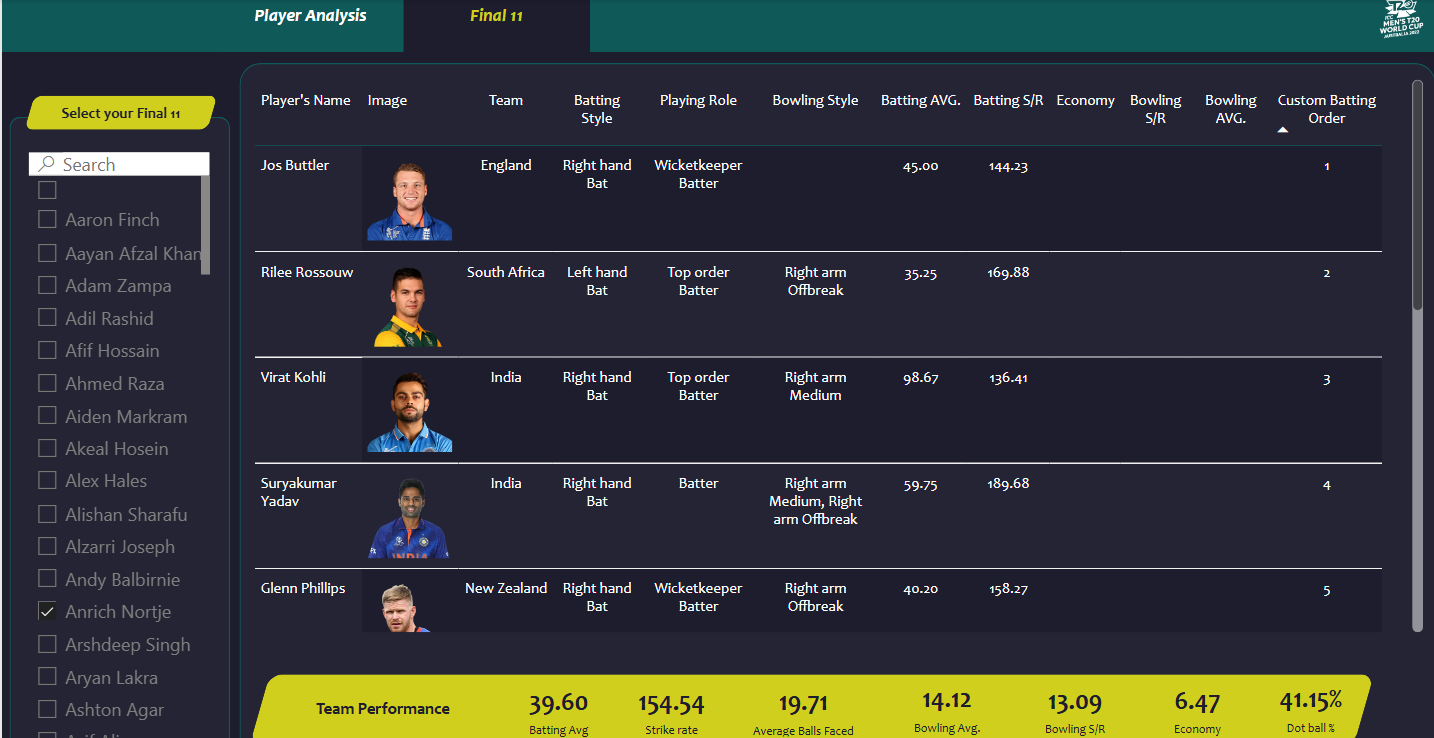 Player Analysis
Final 11
T20
ICC
MEN'S T20
WORLD CUP
AUSTRALIA 2022
Select your Final 11
Search
Aaron Finch
Aayan Afzal Khan
Adam Zampa
Adil Rashid
Afif Hossain
Ahmed Raza
Aiden Markram
Akeal Hosein
Alex Hales
Alishan Sharafu
Alzarri Joseph
Andy Balbirnie
Anrich Nortje
Arshdeep Singh
Aryan Lakra
Ashton Agar
Player's Name Image Team Batting Style Playing Role Bowling Style Batting AVG. Batting S/R Economy Bowling S/R Bowling AVG. Custom Batting Order
Jos Buttler England Right hand Bat Wicketkeeper Batter 45.00 144.23 1
Rilee Rossouw South Africa Left hand Bat Top order Batter Right arm Offbreak 35.25 169.88 2
Virat Kohli India Right hand Bat Top order Batter Right arm Medium 98.67 136.41 3
Suryakumar Yadav India Right hand Bat Batter Right arm Medium, Right arm Offbreak 59.75 189.68 4
INDIA
Glenn Phillips New Zealand Right hand Bat Wicketkeeper Batter Right arm Offbreak 40.20 158.27 5
Team Performance
39.60 154.54 19.71 14.12 13.09 6.47 41.15%
Batting Avg Strike rate Average Balls Faced Bowling Avg. Bowling S/R Economy Dot ball %